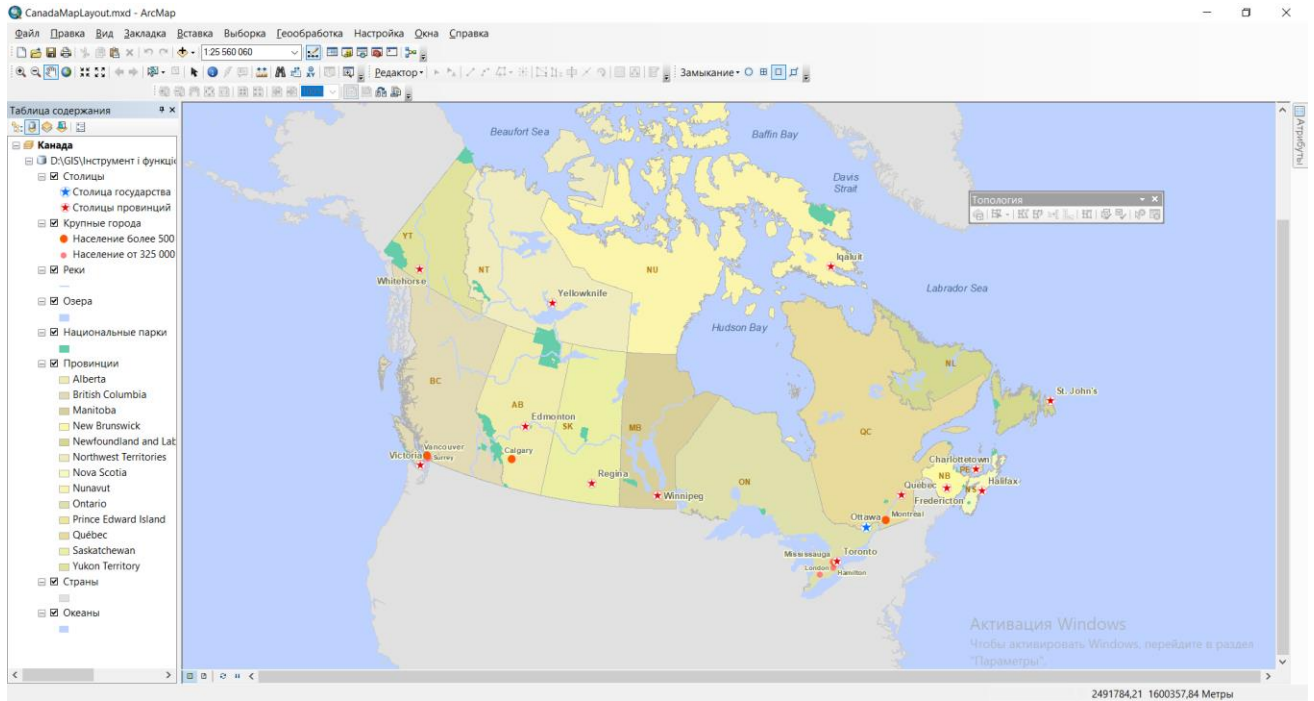 CanadaMapLayout.mxd - ArcMap
Файл Правка Вид Закладка Вставка Выборка Геообработка Настройка Окна Справка
1:25 560 060
Редактор
Замыкание
Таблица содержания
Канада
D:\GIS\Інструмент і функціı
Столицы
Столица государства
Столицы провинций
Крупные города
Население более 500
Население от 325 000
Реки
Озера
Национальные парки
Провинции
Alberta
British Columbia
Manitoba
New Brunswick
Newfoundland and Lab
Northwest Territories
Nova Scotia
Nunavut
Ontario
Prince Edward Island
Québec
Saskatchewan
Yukon Territory
Страны
Океаны
Beaufort Sea
Baffin Bay
Davis
Strait
Топология
Атрибуты
YT
NT
NU
Iqaluit
Whitehorse
Yellowknife
Labrador Sea
Hudson Bay
NL
BC
AB
St. John's
Edmonton
SK
MB
QC
Vancouver
Victoria
Surrey
Calgary
Charlottetown
Regina
PE
NB
Halifax
Québec
NS
Winnipeg
ON
Fredericton
Ottawa
Montréal
Mississauga
Toronto
London
Hamilton
Активация Windows
Чтобы активировать Windows, перейдите в раздел
"Параметры".
2491784,21 1600357,84 Метры